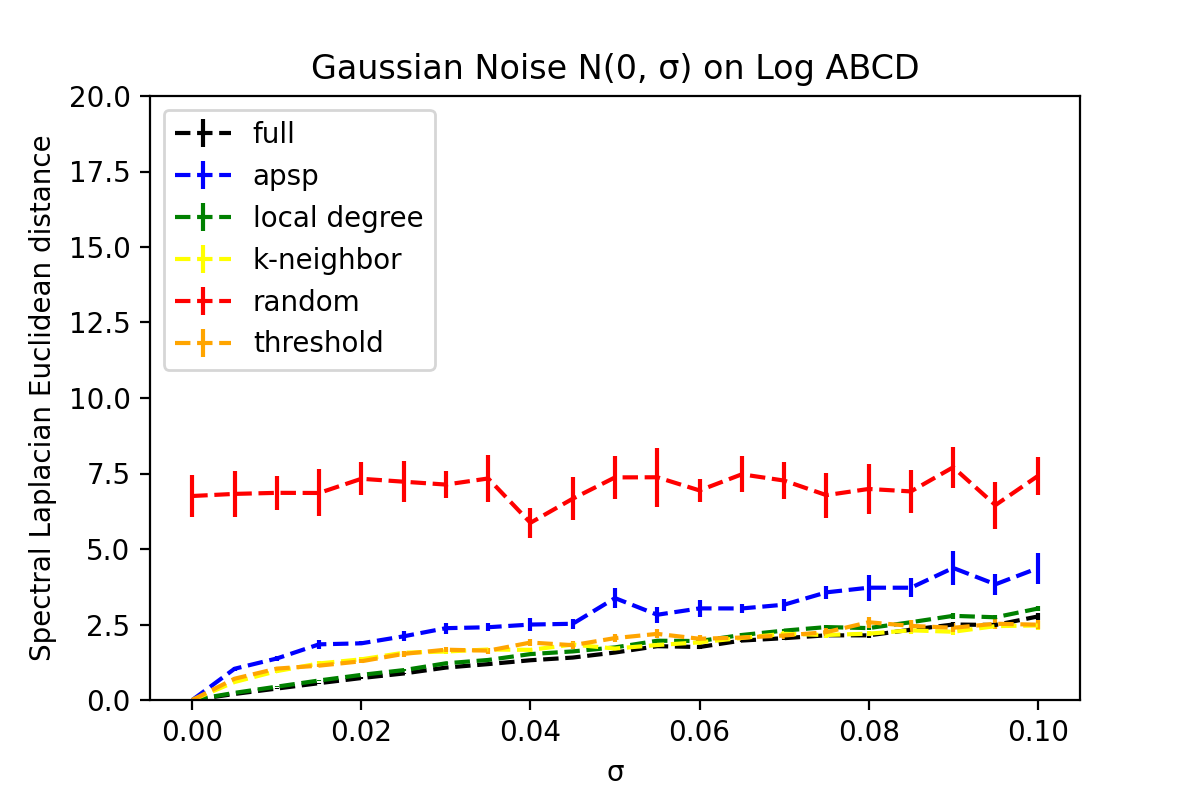 Gaussian Noise N(0, σ) on Log ABCD
Spectral Laplacian Euclidean distance
20.0
17.5
15.0
12.5
10.0
7.5
5.0
2.5
0.0
full
apsp
local degree
k-neighbor
random
threshold
0.00 0.02 0.04 0.06 0.08 0.10
σ